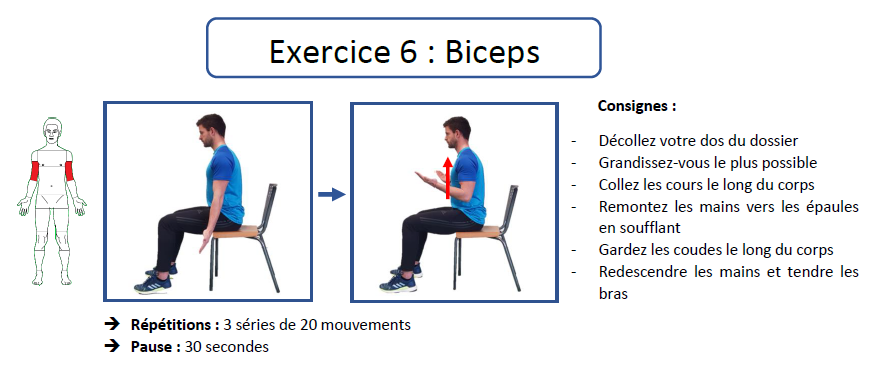 Exercice 6 : Biceps
Consignes :
- Décollez votre dos du dossier
- Grandissez-vous le plus possible
- Collez les cours le long du corps
- Remontez les mains vers les épaules
en soufflant
- Gardez les coudes le long du corps
- Redescendre les mains et tendre les
bras
➔ Répétitions : 3 séries de 20 mouvements
➔ Pause : 30 secondes